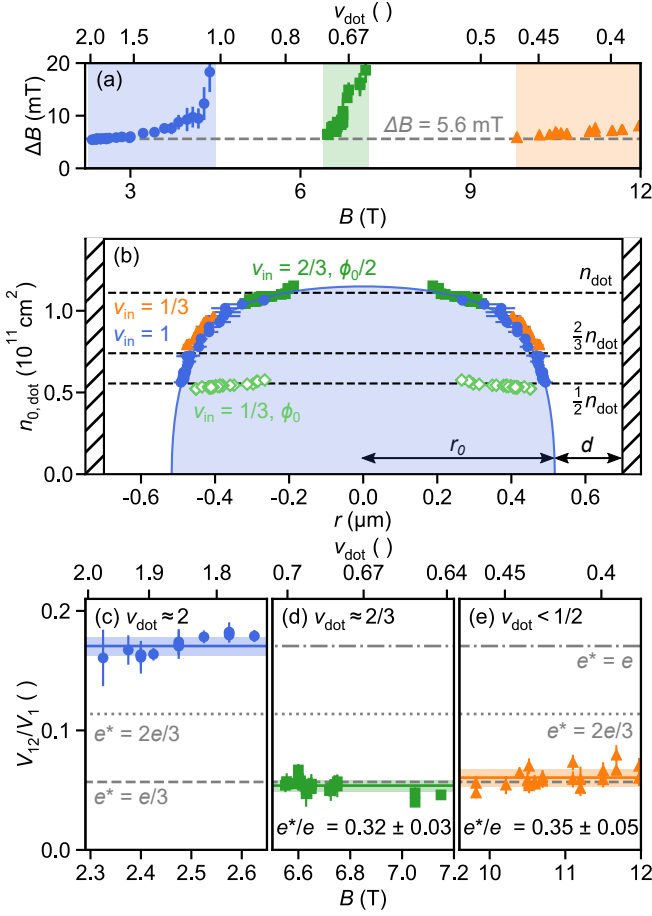 ν_dot ()
2.0 1.5 1.0 0.8 0.67 0.5 0.45 0.4
(a)
ΔB (mT)
20
10
0
ΔB = 5.6 mT
3 6 9 12
B (T)
(b)
n_0,dot (10^11 cm^2)
1.0
0.5
0.0
ν_in = 2/3, ϕ_0/2
ν_in = 1/3
ν_in = 1
ν_in = 1/3, ϕ_0
n_dot
2/3 n_dot
1/2 n_dot
r_0
d
-0.6 -0.4 -0.2 0.0 0.2 0.4 0.6
r (μm)
ν_dot ()
2.0 1.9 1.8 0.7 0.67 0.64 0.45 0.4
(c) ν_dot ≈ 2
(d) ν_dot ≈ 2/3
(e) ν_dot < 1/2
V_12/V_1 ()
0.2
0.1
0.0
e* = e
e* = 2e/3
e* = 2e/3
e* = e/3
e*/e = 0.32 ± 0.03
e*/e = 0.35 ± 0.05
2.3 2.4 2.5 2.6 6.6 6.8 7.0 7.2 10 11 12
B (T)